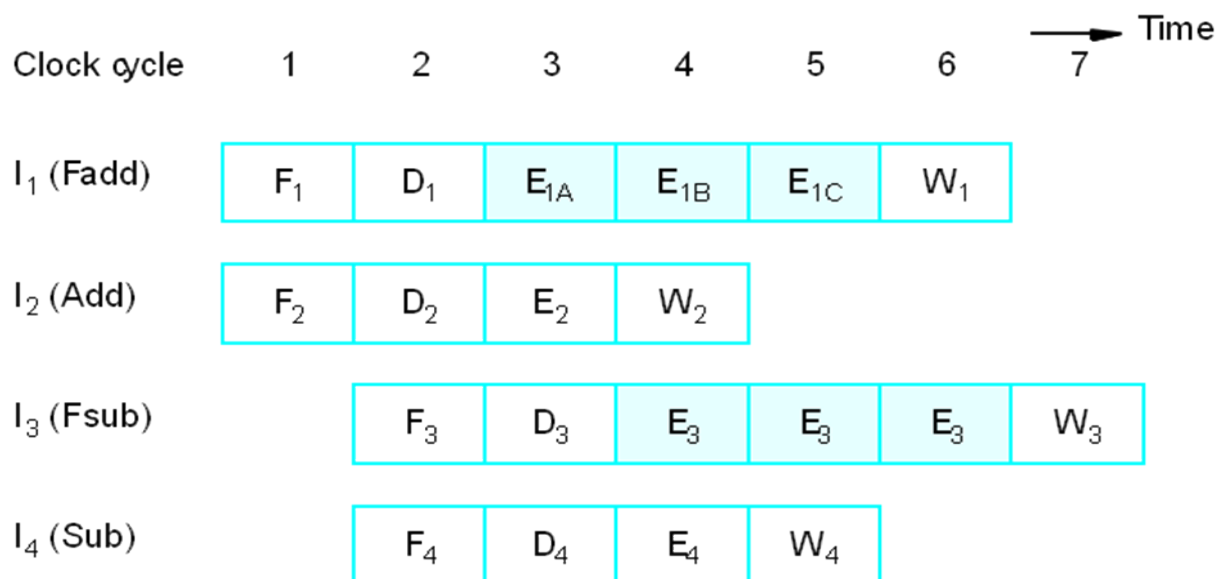 Time
Clock cycle 1 2 3 4 5 6 7
I1 (Fadd) F1 D1 E1A E1B E1C W1
I2 (Add) F2 D2 E2 W2
I3 (Fsub) F3 D3 E3 E3 E3 W3
I4 (Sub) F4 D4 E4 W4